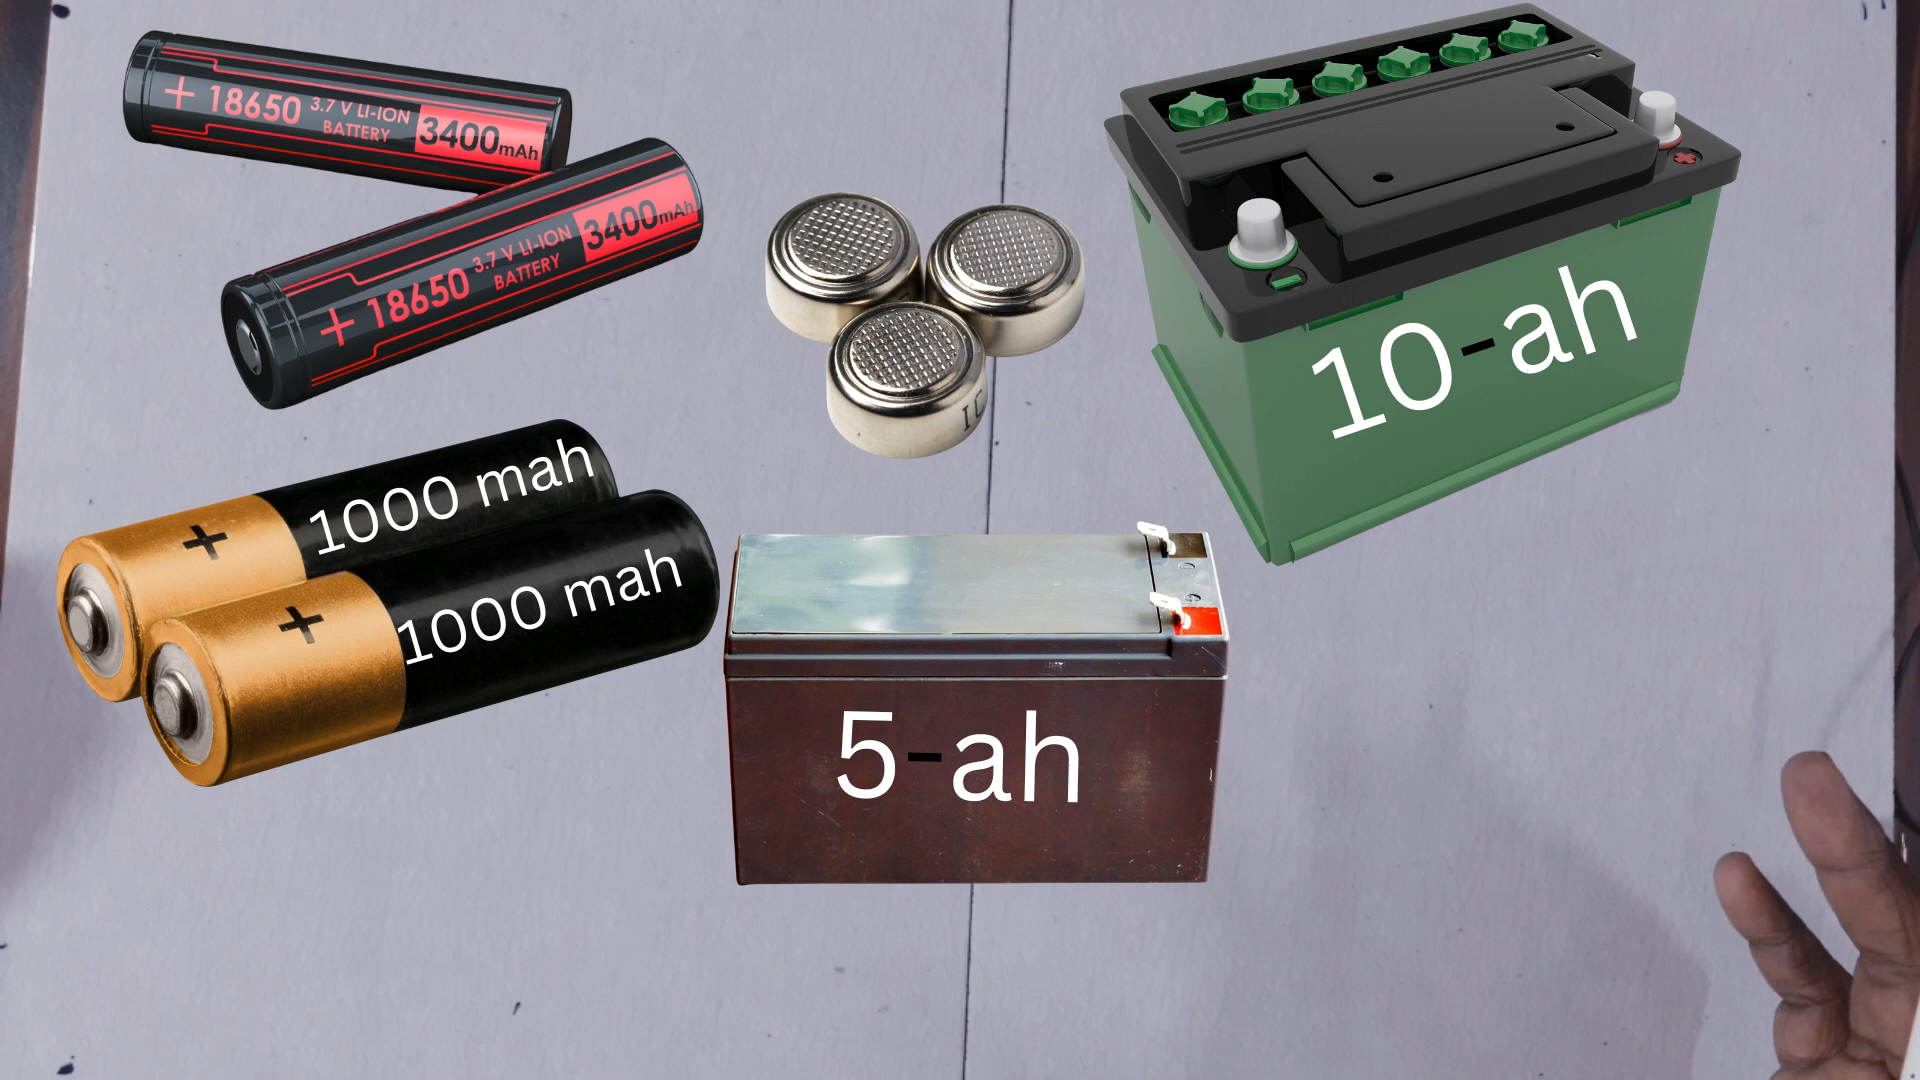 + 18650 3.7 V LI-ION BATTERY 3400mAh
+ 18650 3.7 V LI-ION BATTERY 3400mAh
10-ah
1000 mah
1000 mah
5-ah